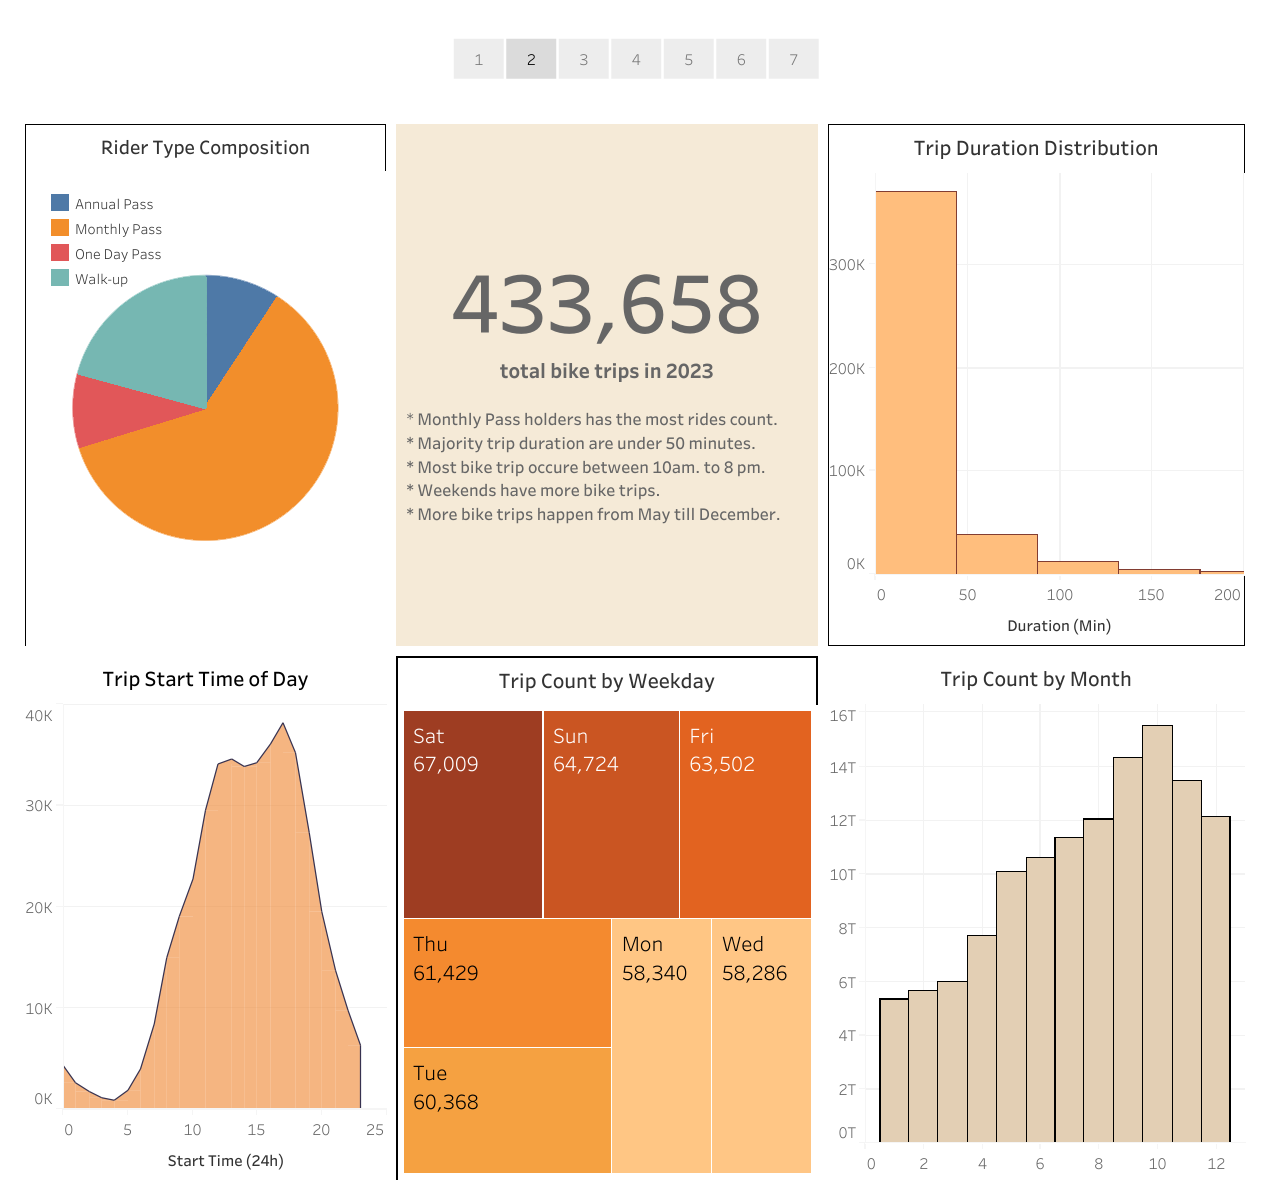 1 2 3 4 5 6 7
Rider Type Composition
Annual Pass
Monthly Pass
One Day Pass
Walk-up
433,658
total bike trips in 2023
* Monthly Pass holders has the most rides count.
* Majority trip duration are under 50 minutes.
* Most bike trip occure between 10am. to 8 pm.
* Weekends have more bike trips.
* More bike trips happen from May till December.
Trip Duration Distribution
300K
200K
100K
0K
0 50 100 150 200
Duration (Min)
Trip Start Time of Day
40K
30K
20K
10K
0K
0 5 10 15 20 25
Start Time (24h)
Trip Count by Weekday
Sat
67,009
Sun
64,724
Fri
63,502
Thu
61,429
Mon
58,340
Wed
58,286
Tue
60,368
Trip Count by Month
16T
14T
12T
10T
8T
6T
4T
2T
0T
0 2 4 6 8 10 12